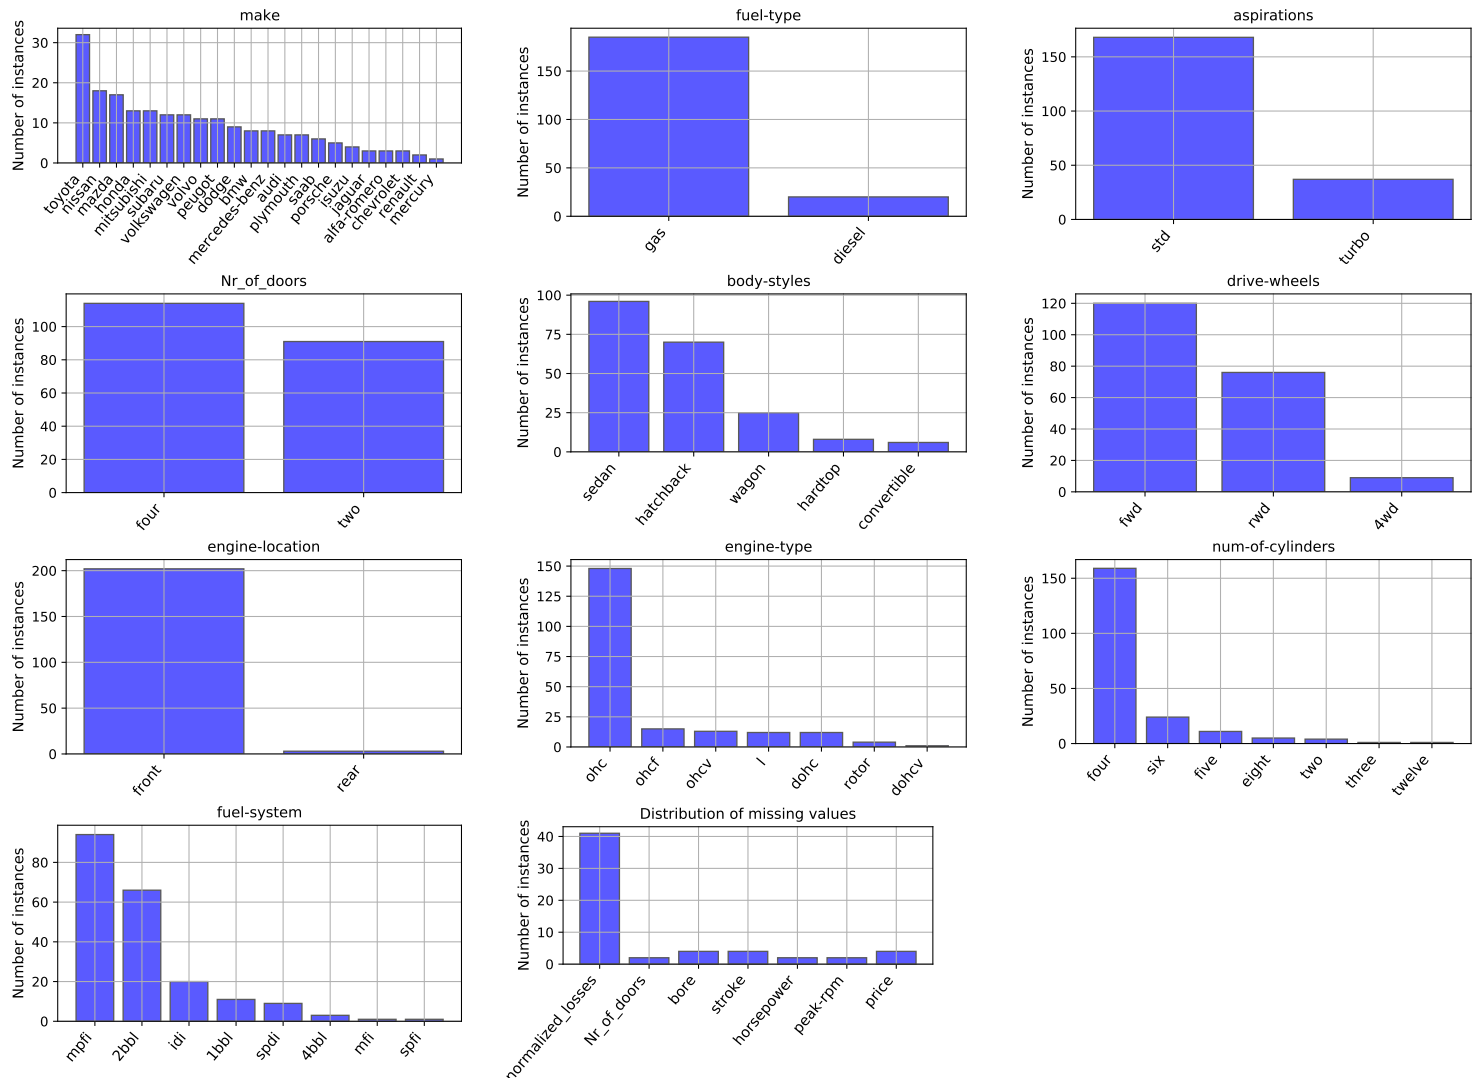 make
Number of instances
30
20
10
0
toyota
nissan
mazda
honda
mitsubishi
subaru
volkswagen
volvo
peugot
dodge
bmw
mercedes-benz
audi
plymouth
saab
porsche
isuzu
jaguar
alfa-romero
chevrolet
renault
mercury
fuel-type
Number of instances
150
100
50
0
gas
diesel
aspirations
Number of instances
150
100
50
0
std
turbo
Nr_of_doors
Number of instances
100
80
60
40
20
0
four
two
body-styles
Number of instances
100
75
50
25
0
sedan
hatchback
wagon
hardtop
convertible
drive-wheels
Number of instances
120
100
80
60
40
20
0
fwd
rwd
4wd
engine-location
Number of instances
200
150
100
50
0
front
rear
engine-type
Number of instances
150
125
100
75
50
25
0
ohc
ohcf
ohcv
l
dohc
rotor
dohcv
num-of-cylinders
Number of instances
150
100
50
0
four
six
five
eight
two
three
twelve
fuel-system
Number of instances
80
60
40
20
0
mpfi
2bbl
idi
1bbl
spdi
4bbl
mfi
spfi
Distribution of missing values
Number of instances
40
30
20
10
0
normalized_losses
Nr_of_doors
bore
stroke
horsepower
peak-rpm
price